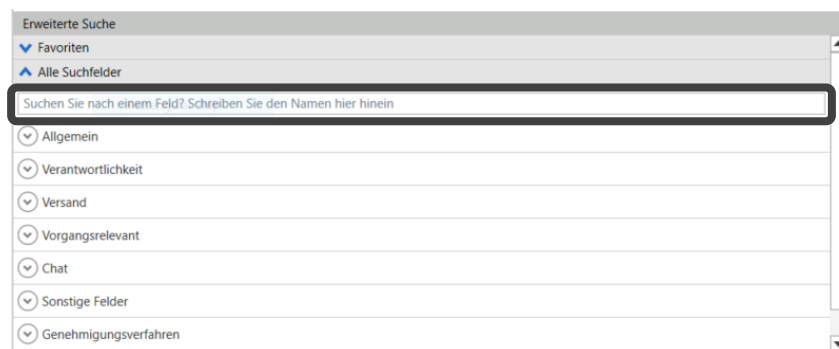 Erweiterte Suche
Favoriten
Alle Suchfelder
Suchen Sie nach einem Feld? Schreiben Sie den Namen hier hinein
Allgemein
Verantwortlichkeit
Versand
Vorgangsrelevant
Chat
Sonstige Felder
Genehmigungsverfahren